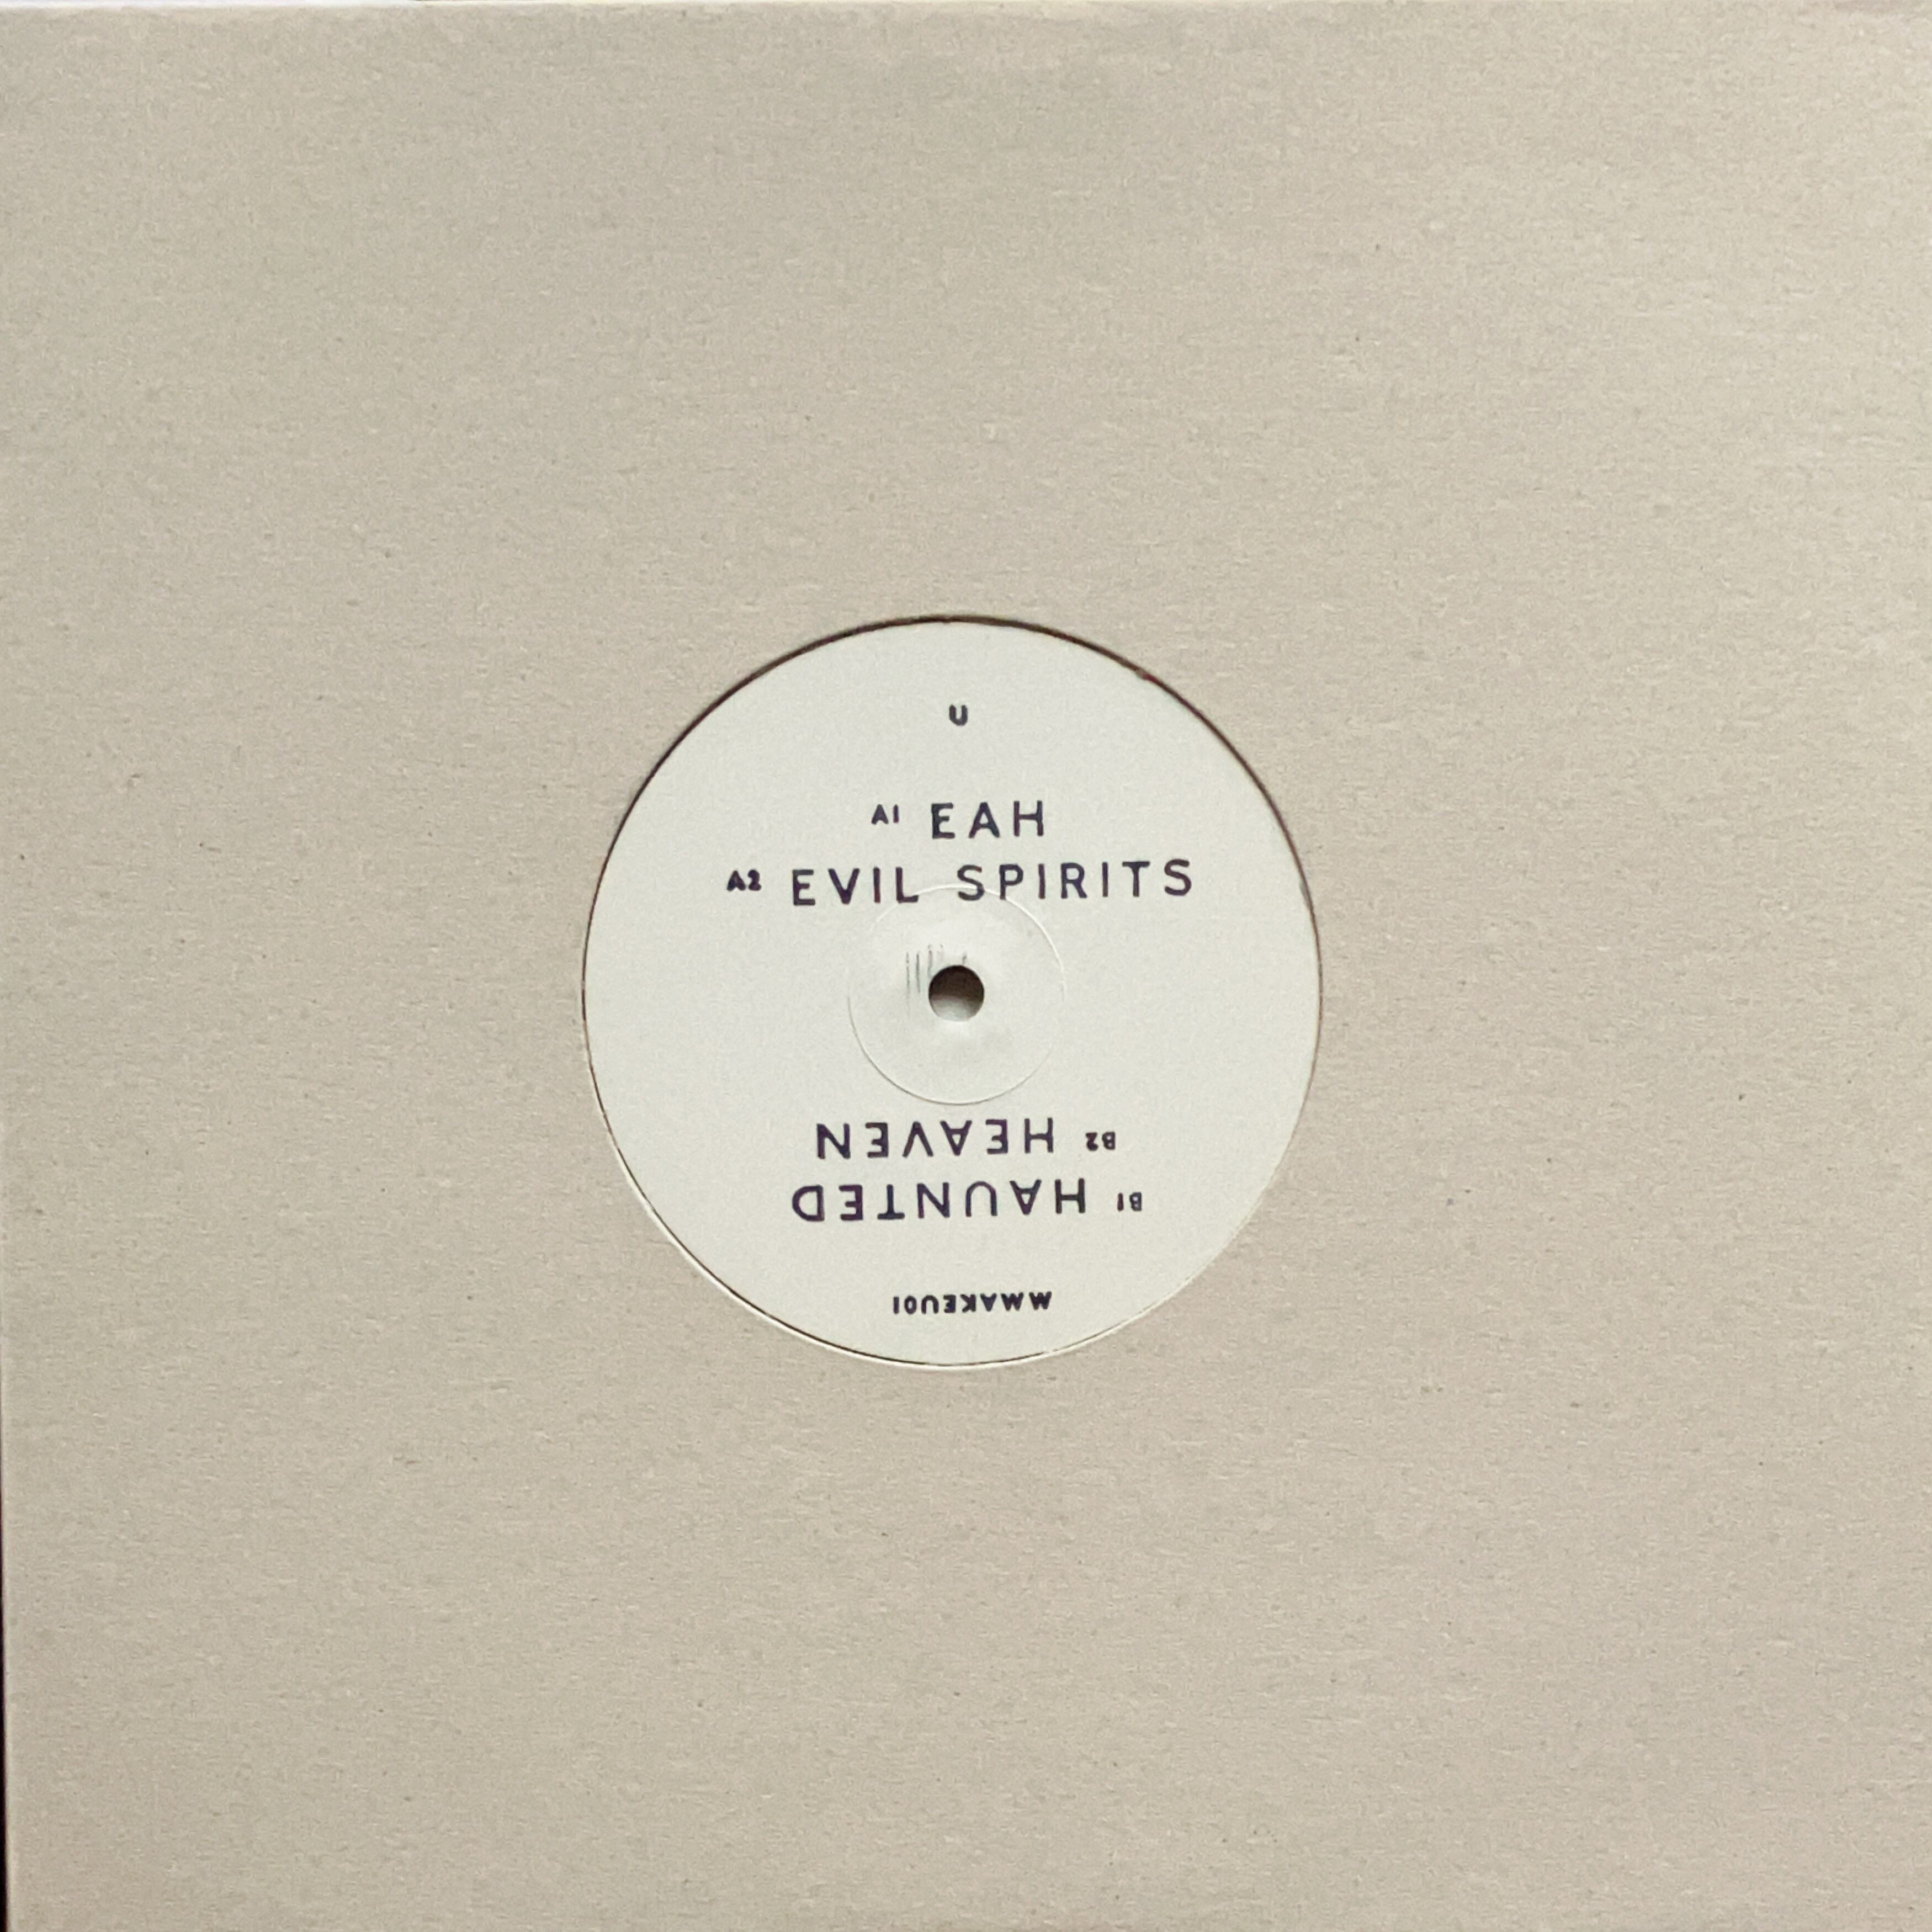 U
A1 EAH
A2 EVIL SPIRITS
B1 HAUNTED
B2 HEAVEN
MMAKEU01